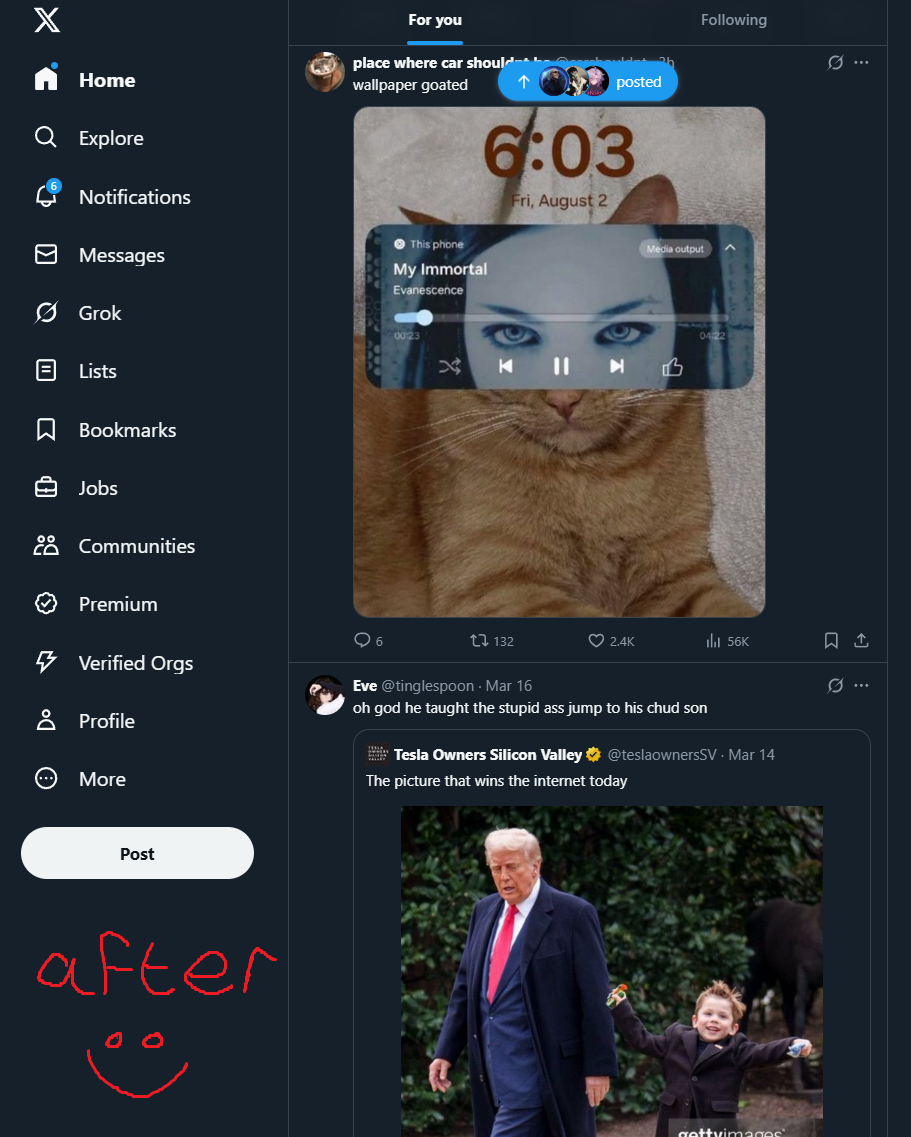 Home
Explore
6
Notifications
Messages
Grok
Lists
Bookmarks
Jobs
Communities
Premium
Verified Orgs
Profile
More
Post
after
For you
Following
place where car shouldnt be
posted
wallpaper goated
6:03
Fri, August 2
This phone
Media output
My Immortal
Evanescence
00:23
04:22
6
132
2.4K
56K
Eve @tinglespoon · Mar 16
oh god he taught the stupid ass jump to his chud son
TESLA OWNERS SILICON VALLEY
Tesla Owners Silicon Valley @teslaownersSV · Mar 14
The picture that wins the internet today
gettyimages